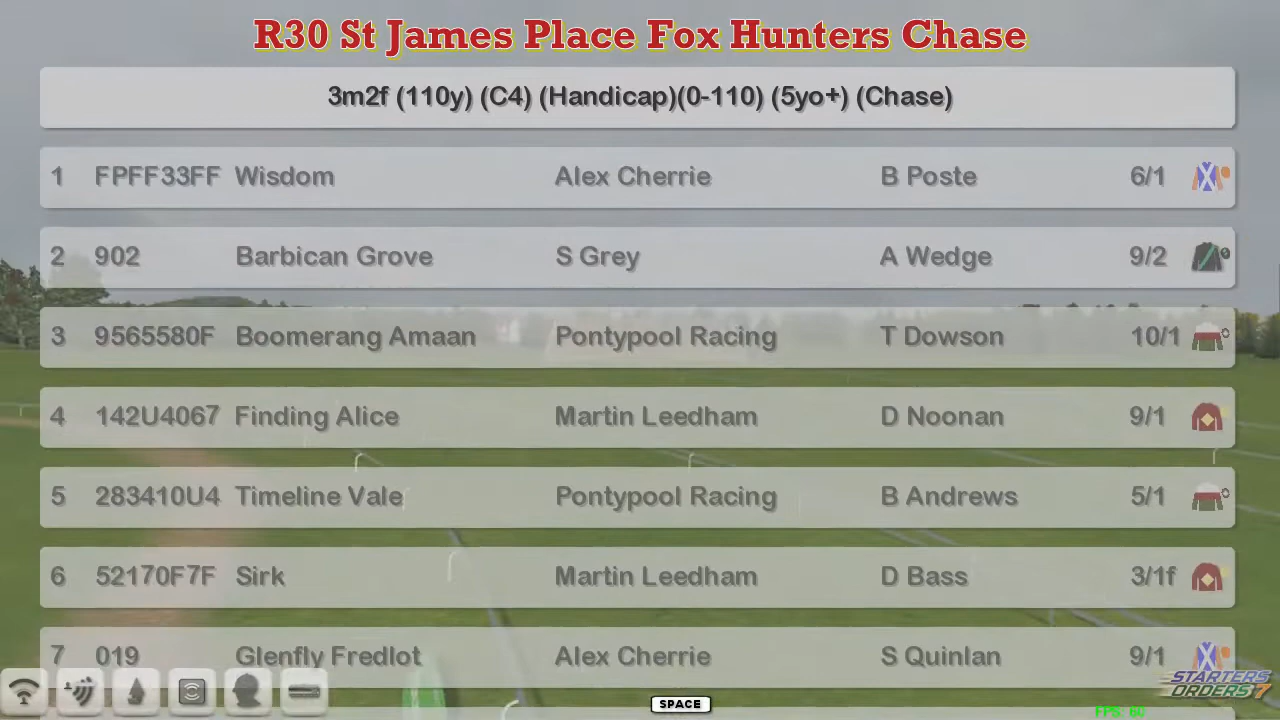 R30 St James Place Fox Hunters Chase
3m2f (110y) (C4) (Handicap)(0-110) (5yo+) (Chase)
1 FPFF33FF Wisdom Alex Cherrie B Poste 6/1
2 902 Barbican Grove S Grey A Wedge 9/2
3 9565580F Boomerang Amaan Pontypool Racing T Dowson 10/1
4 142U4067 Finding Alice Martin Leedham D Noonan 9/1
5 283410U4 Timeline Vale Pontypool Racing B Andrews 5/1
6 52170F7F Sirk Martin Leedham D Bass 3/1f
7 019 Glenfly Fredlot Alex Cherrie S Quinlan 9/1
STARTERS
ORDERS 7
SPACE
FPS: 60